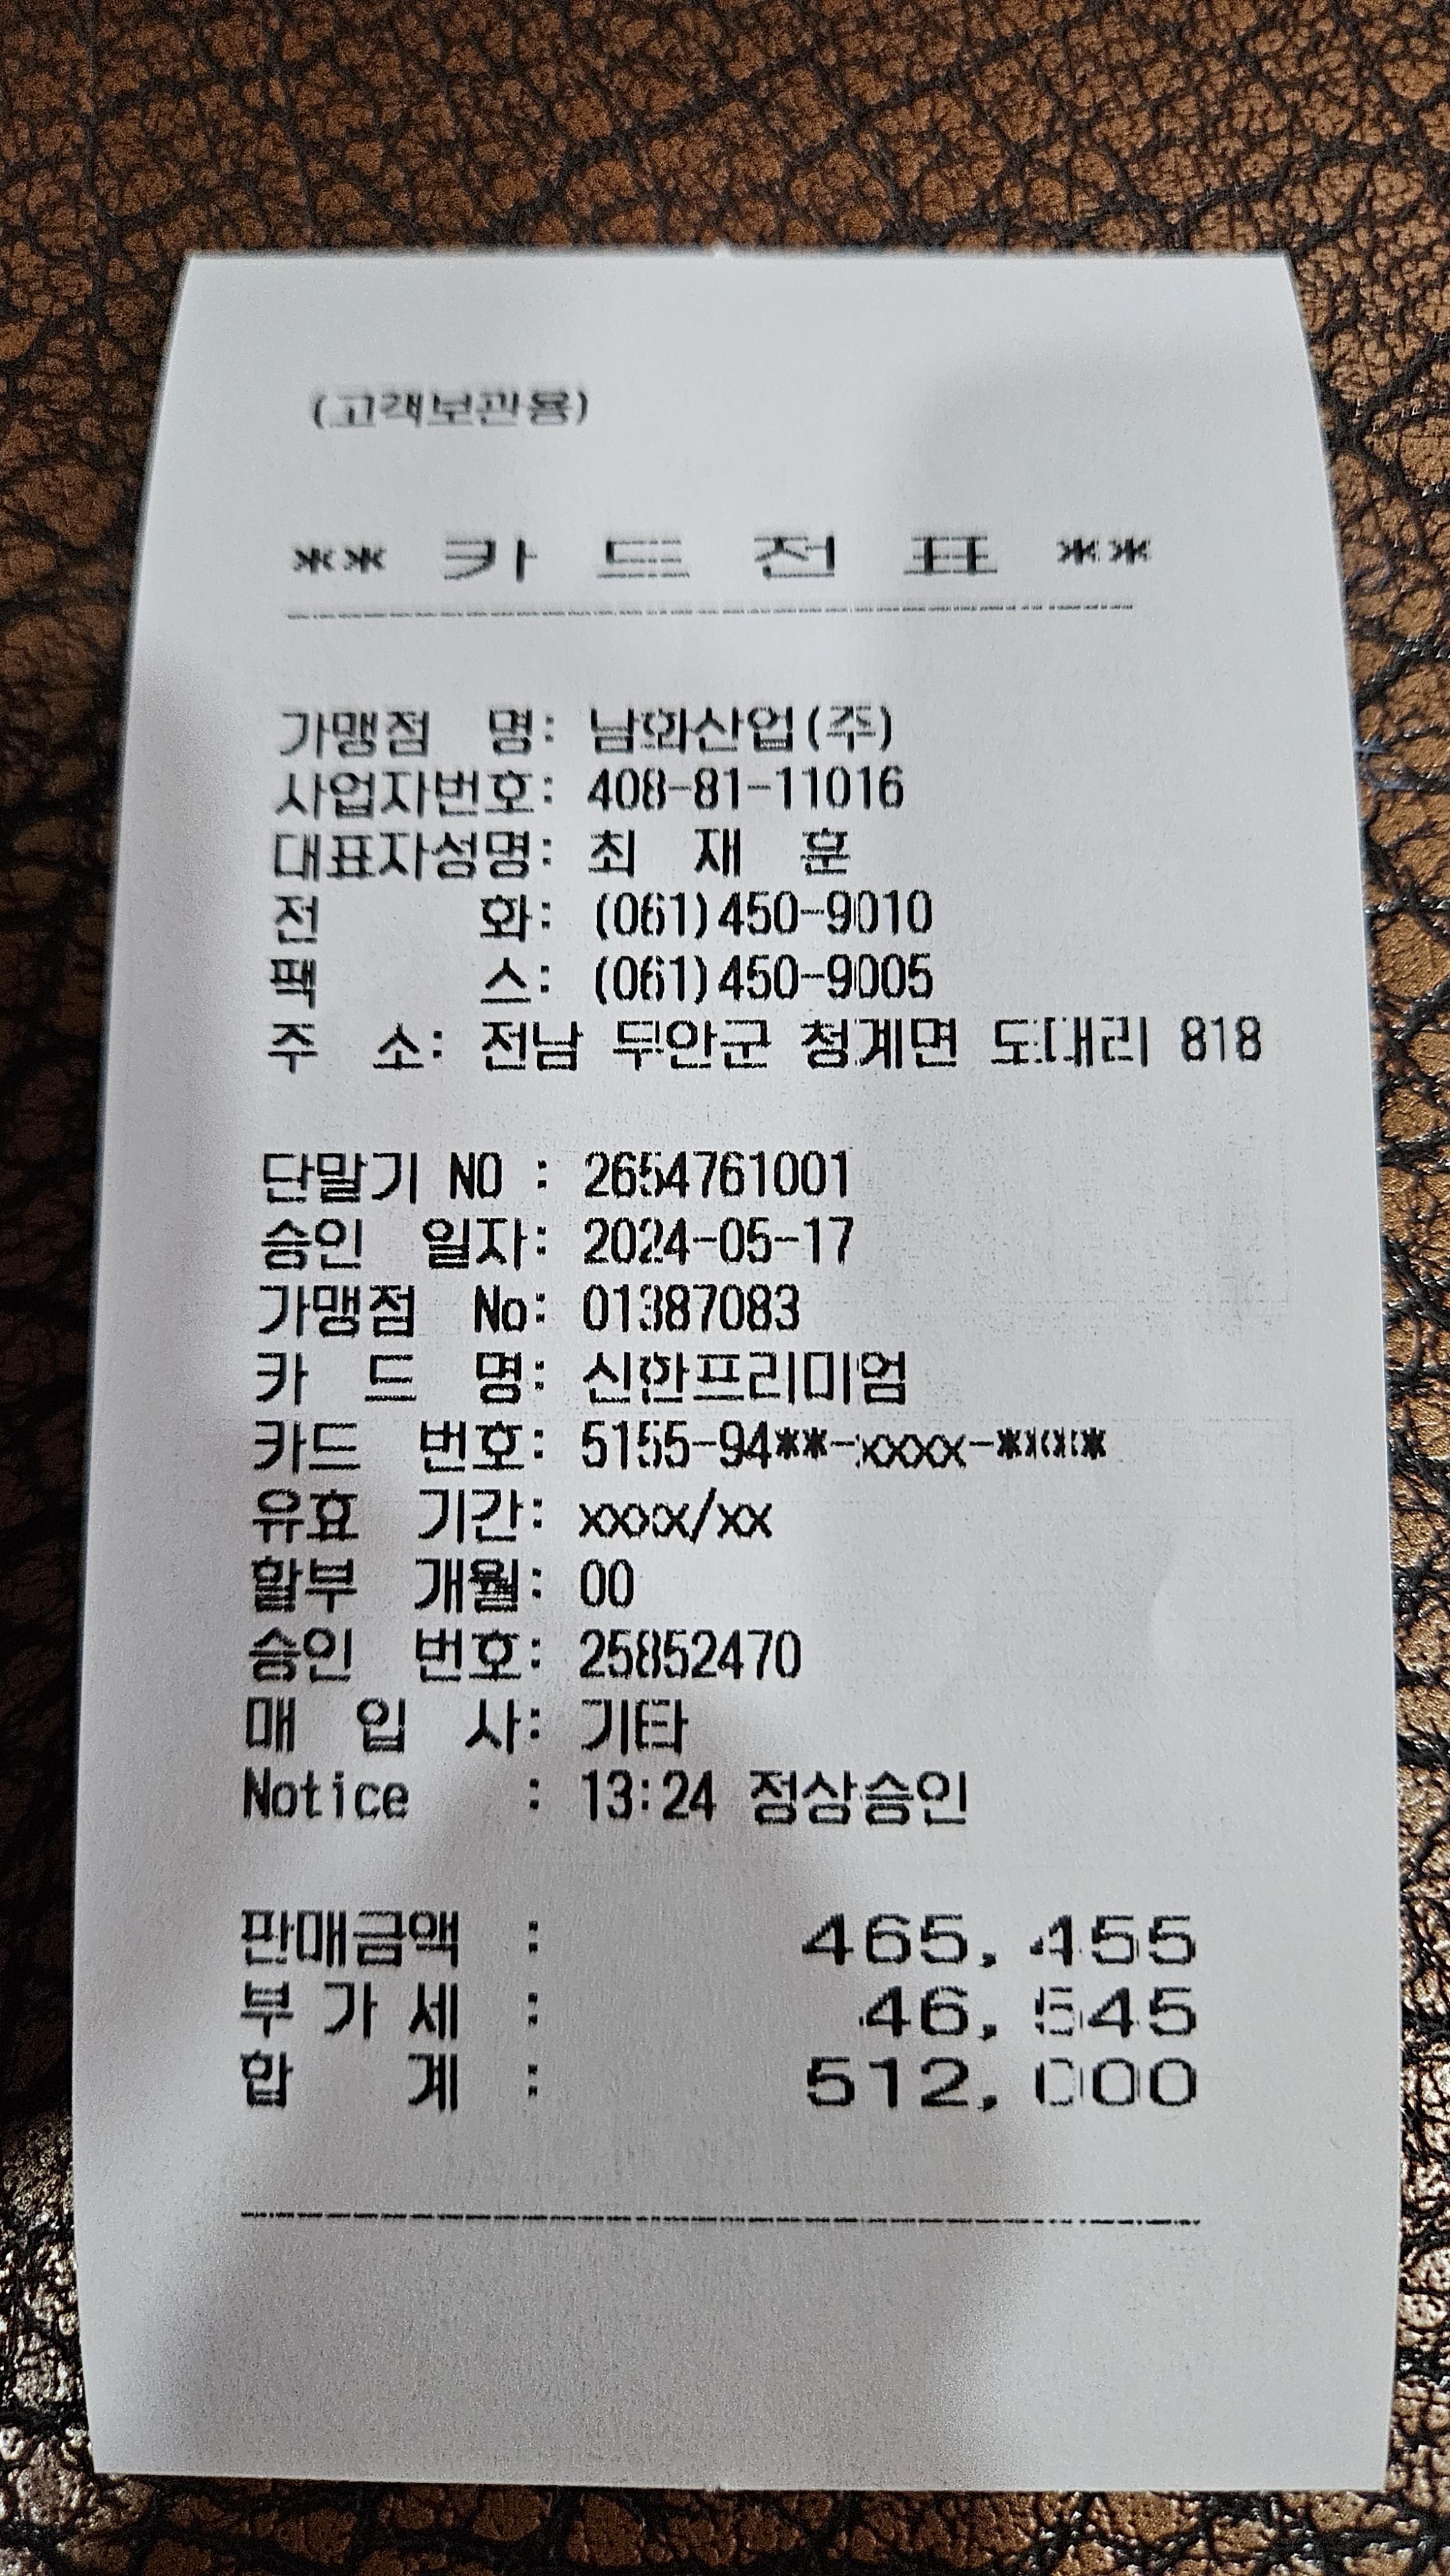 (고객보관용)
** 카 드 전 표 **
가맹점 명: 남화산업(주)
사업자번호: 408-81-11016
대표자성명: 최 재 훈
전 화: (061)450-9010
팩 스: (061)450-9005
주 소: 전남 무안군 청계면 도대리 818
단말기 NO : 2654761001
승인 일자: 2024-05-17
가맹점 No: 01387083
카 드 명: 신한프리미엄
카드 번호: 5155-94**-xxxx-****
유효 기간: xxxx/xx
할부 개월: 00
승인 번호: 25852470
매 입 사: 기타
Notice : 13:24 정상승인
판매금액 : 465,455
부 가 세 : 46,545
합 계 : 512,000